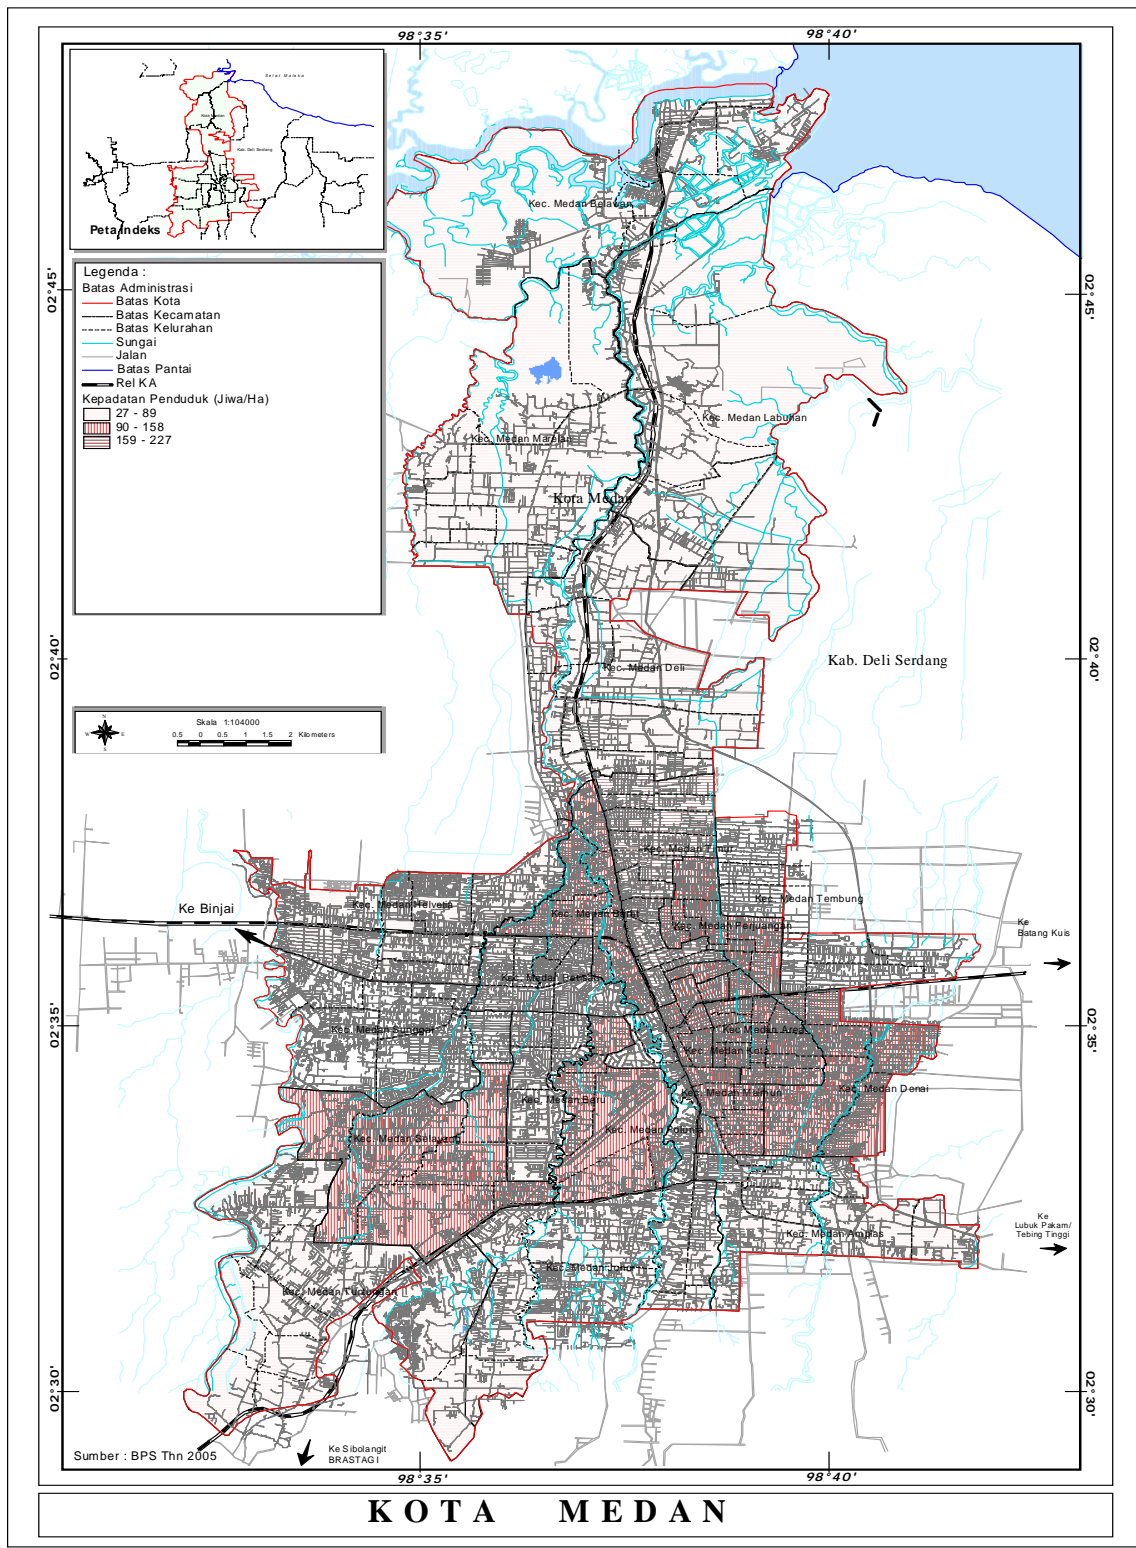 98°35'
98°40'
Selat Malaka
Kota Medan
Kab. Deli Serdang
Peta Indeks
Legenda :
Batas Administrasi
Batas Kota
Batas Kecamatan
Batas Kelurahan
Sungai
Jalan
Batas Pantai
Rel KA
Kepadatan Penduduk (Jiwa/Ha)
27 - 89
90 - 158
159 - 227
02°45'
02°45'
Kec. Medan Belawan
Kec. Medan Labuhan
Kec. Medan Marelan
Kota Medan
02°40'
02°40'
Kec. Medan Deli
Kab. Deli Serdang
N
W E
S
Skala 1:104000
0.5 0 0.5 1 1.5 2 Kilometers
Kec. Medan Timur
Kec. Medan Helvetia
Kec. Medan Tembung
Ke Binjai
Kec. Medan Barat
Kec. Medan Perjuangan
Ke
Batang Kuis
Kec. Medan Petisah
02°35'
02°35'
Kec. Medan Sunggal
Kec. Medan Area
Kec. Medan Kota
Kec. Medan Denai
Kec. Medan Maimun
Kec. Medan Baru
Kec. Medan Polonia
Kec. Medan Selayang
Ke
Lubuk Pakam/
Tebing Tinggi
Kec. Medan Amplas
Kec. Medan Johor
Kec. Medan Tuntungan
02°30'
02°30'
Sumber : BPS Thn 2005
Ke Sibolangit
BRASTAGI
98°35'
98°40'
KOTA MEDAN